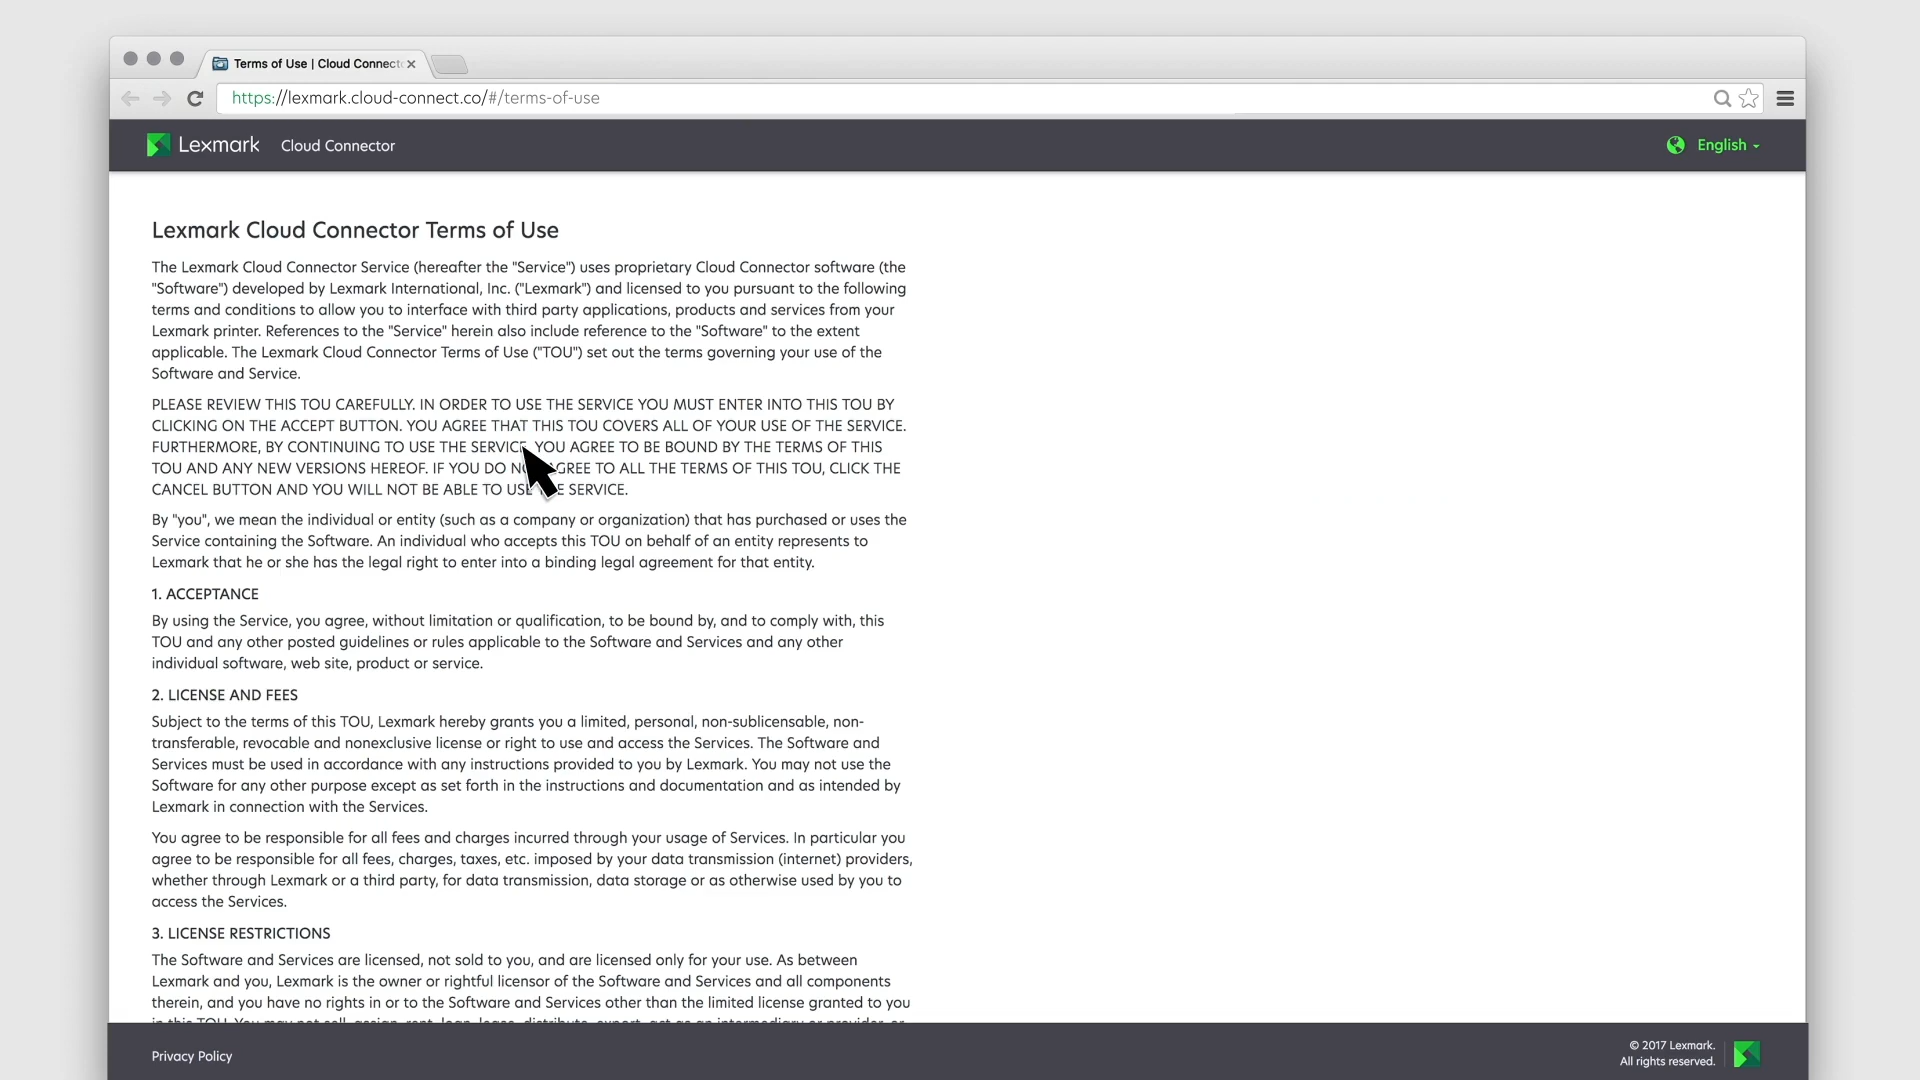 Terms of Use | Cloud Connect
https://lexmark.cloud-connect.co/#/terms-of-use
Lexmark Cloud Connector
English
Lexmark Cloud Connector Terms of Use
The Lexmark Cloud Connector Service (hereafter the "Service") uses proprietary Cloud Connector software (the
"Software") developed by Lexmark International, Inc. ("Lexmark") and licensed to you pursuant to the following
terms and conditions to allow you to interface with third party applications, products and services from your
Lexmark printer. References to the "Service" herein also include reference to the "Software" to the extent
applicable. The Lexmark Cloud Connector Terms of Use ("TOU") set out the terms governing your use of the
Software and Service.
PLEASE REVIEW THIS TOU CAREFULLY. IN ORDER TO USE THE SERVICE YOU MUST ENTER INTO THIS TOU BY
CLICKING ON THE ACCEPT BUTTON. YOU AGREE THAT THIS TOU COVERS ALL OF YOUR USE OF THE SERVICE.
FURTHERMORE, BY CONTINUING TO USE THE SERVICE, YOU AGREE TO BE BOUND BY THE TERMS OF THIS
TOU AND ANY NEW VERSIONS HEREOF. IF YOU DO NOT AGREE TO ALL THE TERMS OF THIS TOU, CLICK THE
CANCEL BUTTON AND YOU WILL NOT BE ABLE TO USE THE SERVICE.
By "you", we mean the individual or entity (such as a company or organization) that has purchased or uses the
Service containing the Software. An individual who accepts this TOU on behalf of an entity represents to
Lexmark that he or she has the legal right to enter into a binding legal agreement for that entity.
1. ACCEPTANCE
By using the Service, you agree, without limitation or qualification, to be bound by, and to comply with, this
TOU and any other posted guidelines or rules applicable to the Software and Services and any other
individual software, web site, product or service.
2. LICENSE AND FEES
Subject to the terms of this TOU, Lexmark hereby grants you a limited, personal, non-sublicensable, non-
transferable, revocable and nonexclusive license or right to use and access the Services. The Software and
Services must be used in accordance with any instructions provided to you by Lexmark. You may not use the
Software for any other purpose except as set forth in the instructions and documentation and as intended by
Lexmark in connection with the Services.
You agree to be responsible for all fees and charges incurred through your usage of Services. In particular you
agree to be responsible for all fees, charges, taxes, etc. imposed by your data transmission (internet) providers,
whether through Lexmark or a third party, for data transmission, data storage or as otherwise used by you to
access the Services.
3. LICENSE RESTRICTIONS
The Software and Services are licensed, not sold to you, and are licensed only for your use. As between
Lexmark and you, Lexmark is the owner or rightful licensor of the Software and Services and all components
therein, and you have no rights in or to the Software and Services other than the limited license granted to you
in this TOU. You may not sell, assign, rent, loan, lease, distribute, export, act as an intermediary or provider, or
Privacy Policy
© 2017 Lexmark.
All rights reserved.